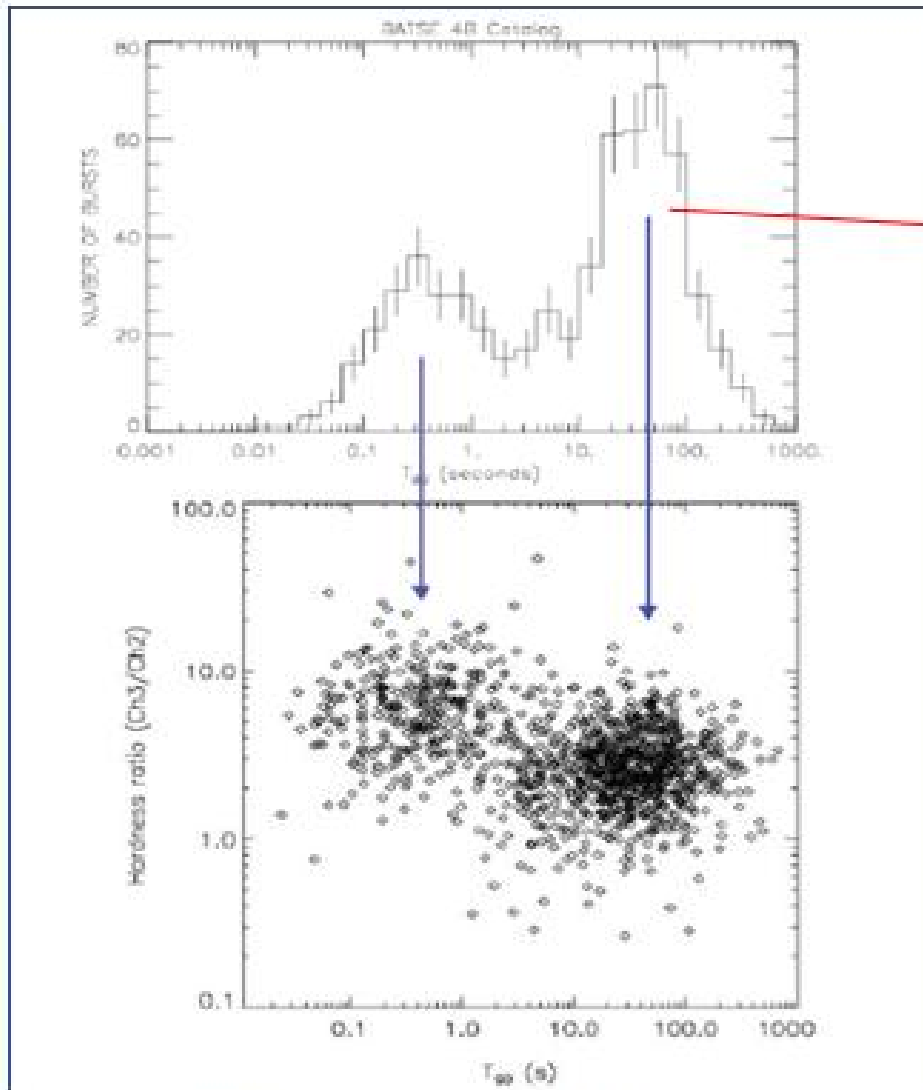 BATSE 4B Catalog
NUMBER OF BURSTS
80
60
40
20
0
0.001 0.01 0.1 1. 10. 100. 1000.
T90 (seconds)
Hardness ratio (Ch3/Ch2)
100.0
10.0
1.0
0.1
0.1 1.0 10.0 100.0 1000
T90 (s)